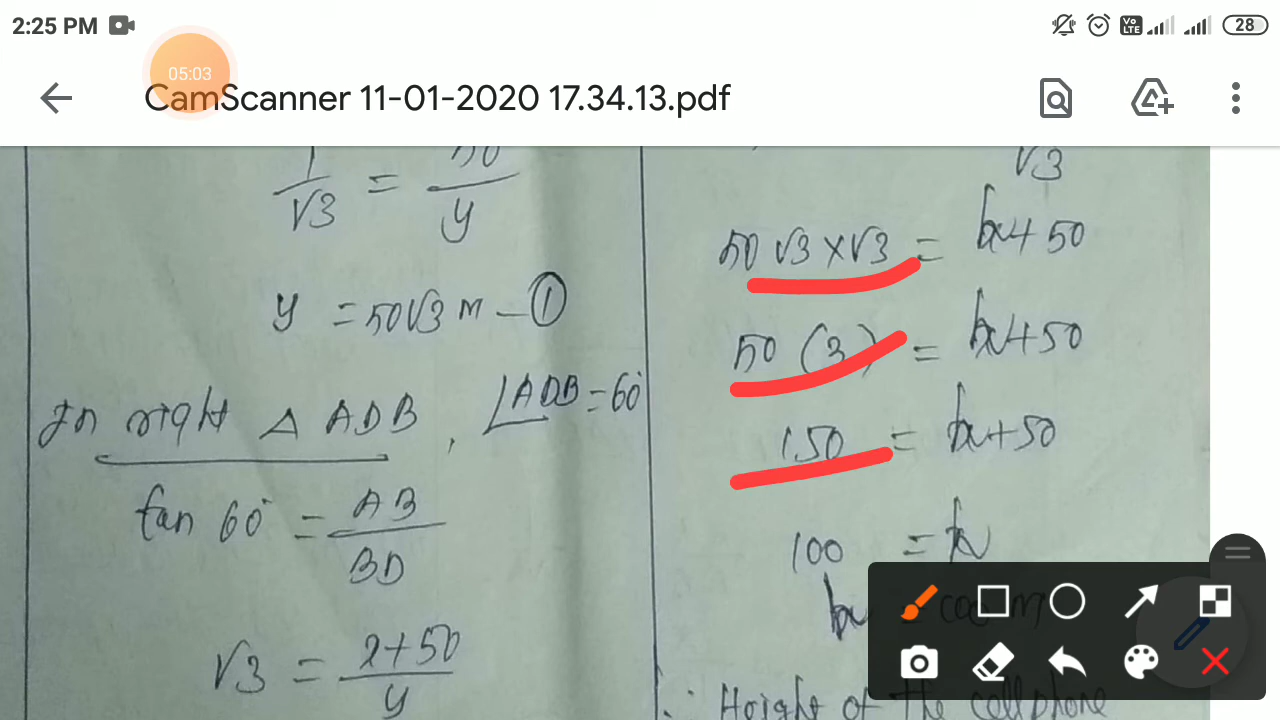 2:25 PM
Vo LTE
28
05:03
CamScanner 11-01-2020 17.34.13.pdf
1/√3 = 50/y
y = 50√3 m - ①
In right △ ADB, ∠ADB = 60°
tan 60° = AB/BD
√3 = x+50/y
√3
50√3 × √3 = +50
50 (3) = +50
150 = +50
100 =
∴ Height of the cell phone